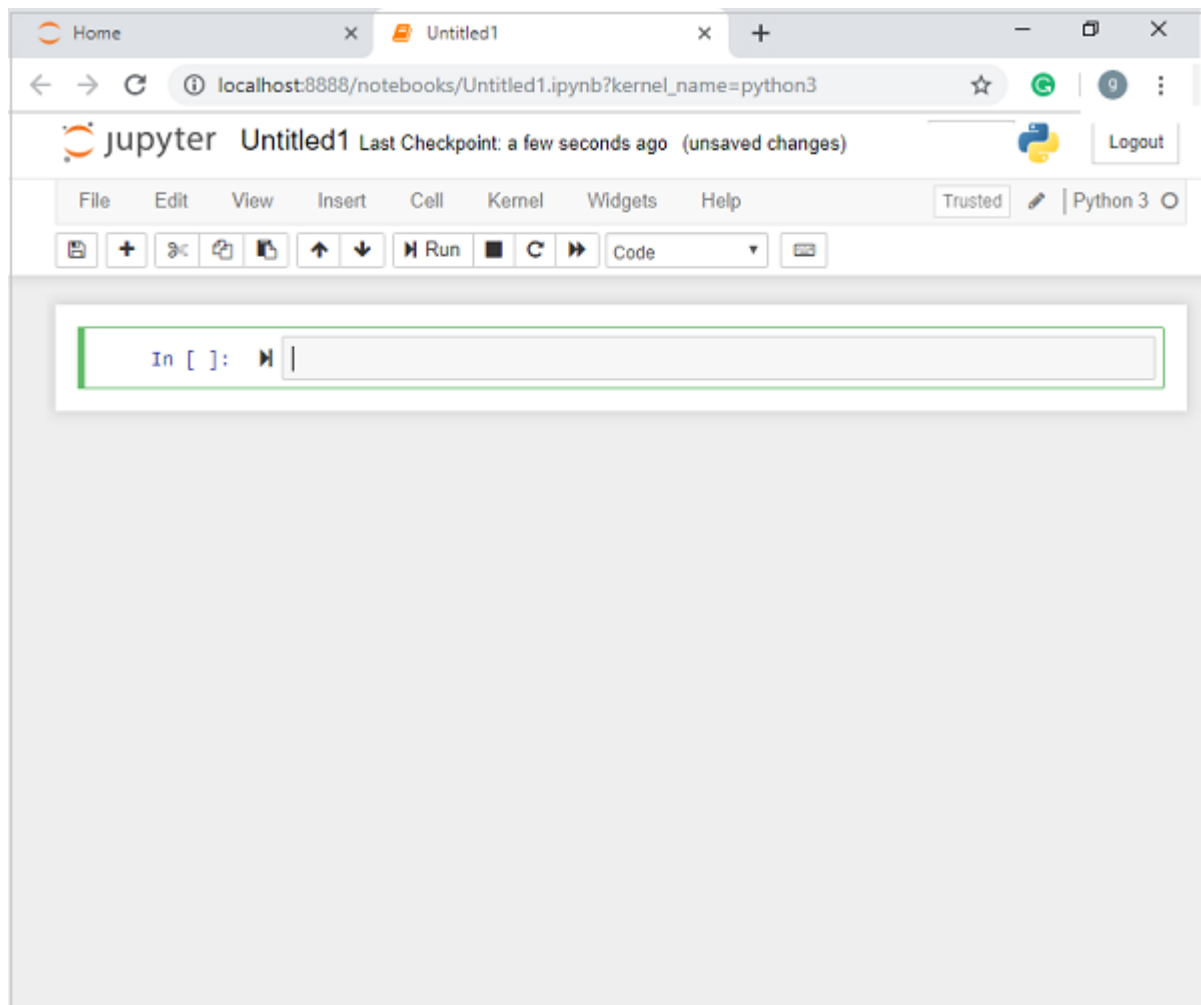 Home Untitled1
localhost:8888/notebooks/Untitled1.ipynb?kernel_name=python3 g
jupyter Untitled1 Last Checkpoint: a few seconds ago (unsaved changes) Logout
File Edit View Insert Cell Kernel Widgets Help Trusted Python 3
Run Code
In [ ]: